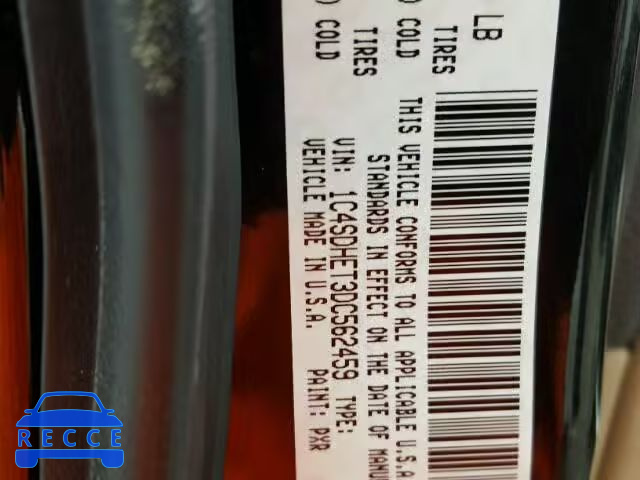 LB
TIRES
) COLD
TIRES
) COLD
THIS VEHICLE CONFORMS TO ALL APPLICABLE U.S.A
STANDARDS IN EFFECT ON THE DATE OF MANU
VIN: 1C4SDHET3DC562459 TYPE:
VEHICLE MADE IN U.S.A. PAINT: PXR
RECCE